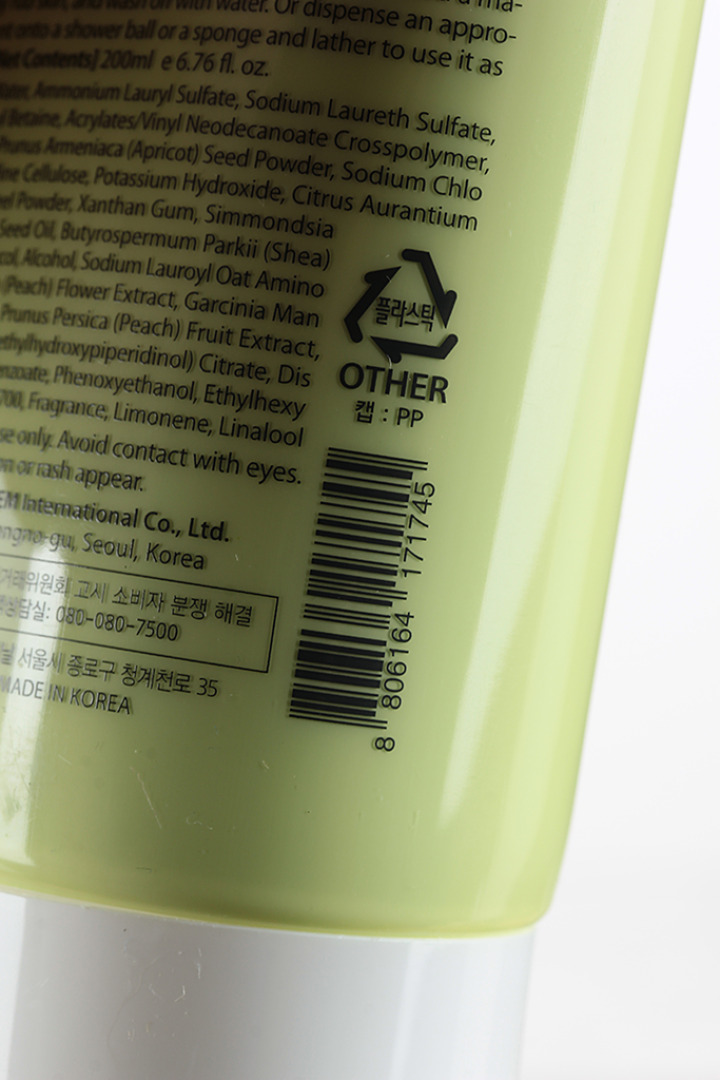 skin, and wash off with water. Or dispense an appro-
onto a shower ball or a sponge and lather to use it as
Net Contents] 200ml e 6.76 fl. oz.
Water, Ammonium Lauryl Sulfate, Sodium Laureth Sulfate,
Betaine, Acrylates/Vinyl Neodecanoate Crosspolymer,
Prunus Armeniaca (Apricot) Seed Powder, Sodium Chlo
Cellulose, Potassium Hydroxide, Citrus Aurantium
Powder, Xanthan Gum, Simmondsia
Seed Oil, Butyrospermum Parkii (Shea)
Alcohol, Sodium Lauroyl Oat Amino
(Peach) Flower Extract, Garcinia Man
Prunus Persica (Peach) Fruit Extract,
ethylhydroxypiperidinol) Citrate, Dis
Phenoxyethanol, Ethylhexy
Fragrance, Limonene, Linalool
only. Avoid contact with eyes.
or rash appear.
International Co., Ltd.
Seoul, Korea
고시 소비자 분쟁 해결
080-080-7500
서울시 종로구 청계천로 35
MADE IN KOREA
플라스틱
OTHER
캡 : PP
8 806164 171745